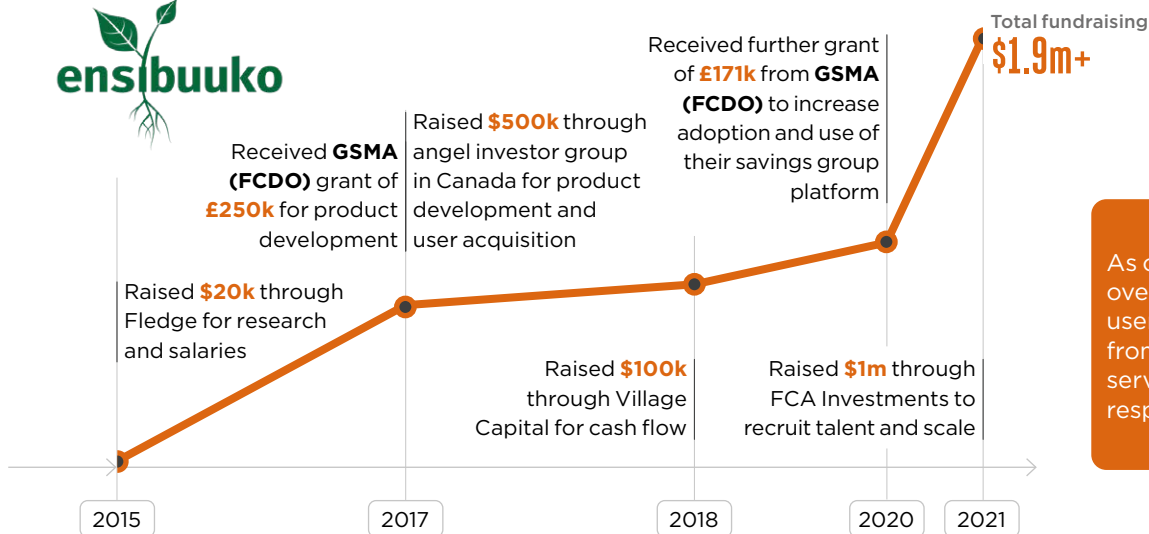 ensibuuko
Total fundraising
$1.9m+
Received further grant
of £171k from GSMA
(FCDO) to increase
adoption and use of
their savings group
platform
Raised $500k through
angel investor group
in Canada for product
development and
user acquisition
Received GSMA
(FCDO) grant of
£250k for product
development
Raised $20k through
Fledge for research
and salaries
Raised $100k
through Village
Capital for cash flow
Raised $1m through
FCA Investments to
recruit talent and scale
As
2015
2017
2018
2020
2021